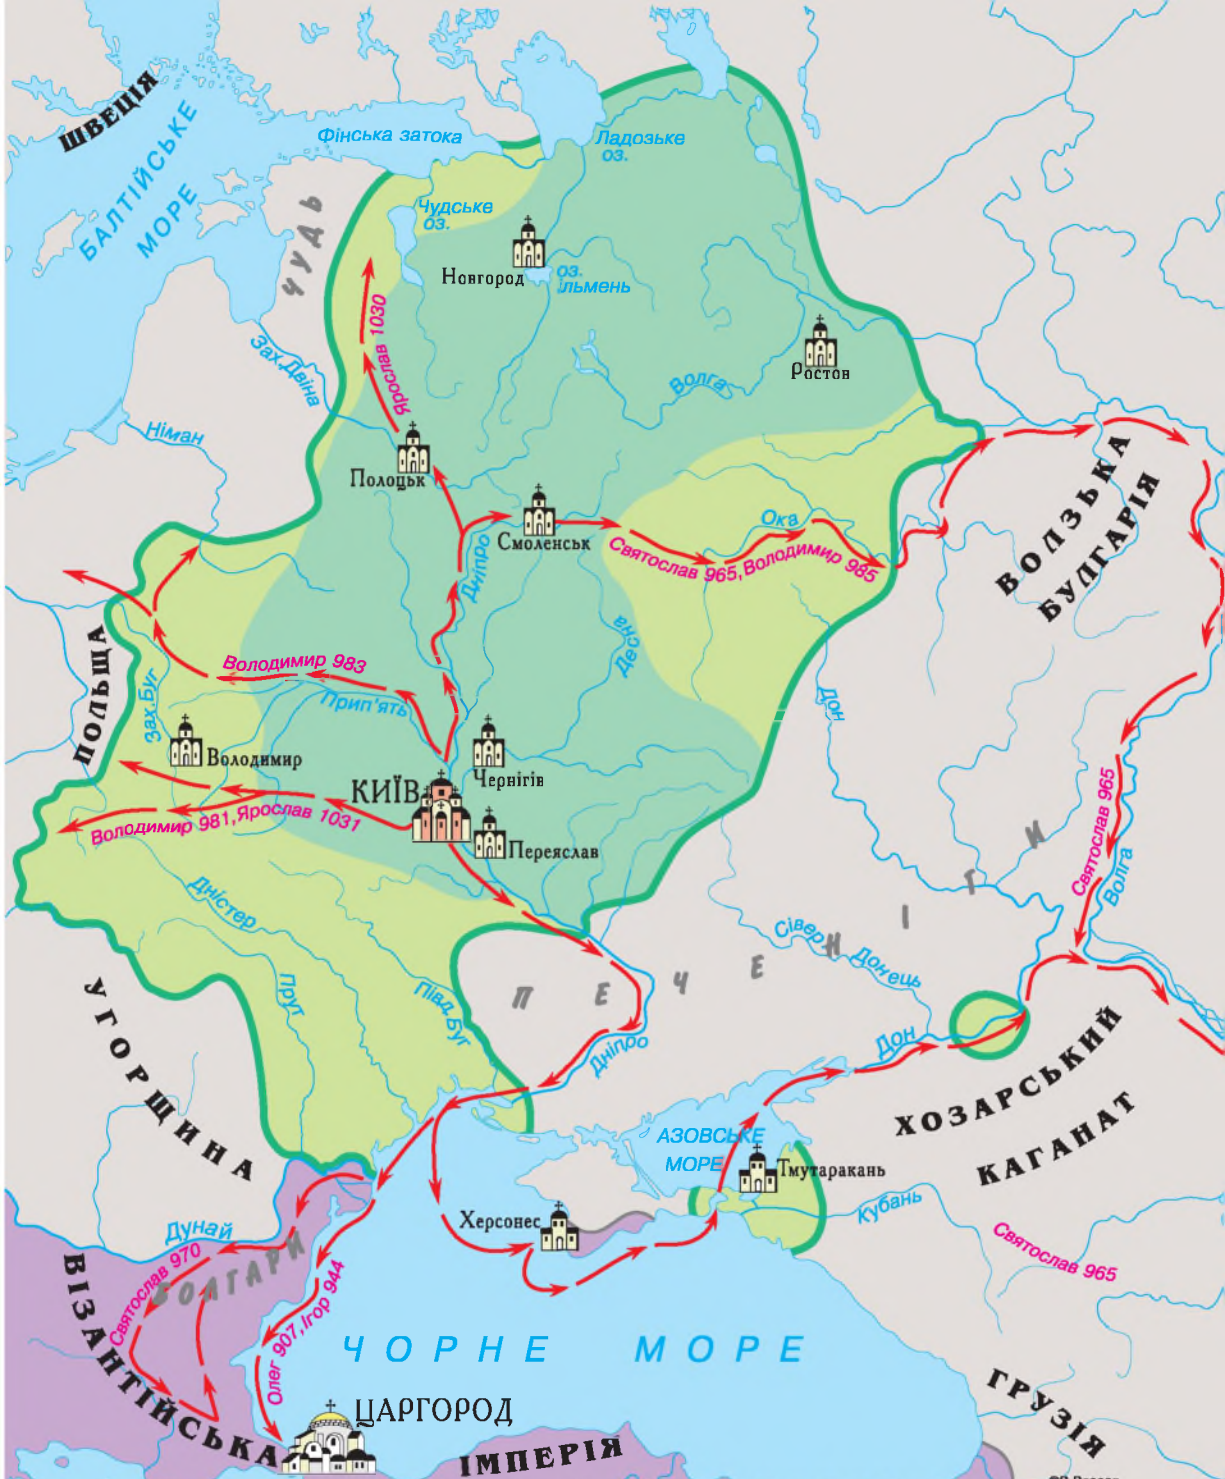 ШВЕЦІЯ
БАЛТІЙСЬКЕ
МОРЕ
Фінська затока
Ладозьке
оз.
ЧУДЬ
Чудське
оз.
Новгород
оз.
Ільмень
Ярослав 1030
Зах.Двіна
Ростов
Волга
Німан
Полоцьк
Смоленськ
Ока
Святослав 965,Володимир 985
ВОЛЗЬКА
БУЛГАРІЯ
Дніпро
Десна
ПОЛЬЩА
Зах.Буг
Володимир 983
Прип'ять
Дон
Володимир
Чернігів
КИЇВ
Володимир 981,Ярослав 1031
Переяслав
Святослав 965
Волга
Дністер
Сівер. Донець
ПЕЧЕНІГИ
Прут
Півд.Буг
УГОРЩИНА
Дніпро
Дон
ХОЗАРСЬКИЙ
КАГАНАТ
АЗОВСЬКЕ
МОРЕ
Тмутаракань
Кубань
Херсонес
Дунай
Святослав 970
БОЛГАРИ
Святослав 965
Олег 907,Ігор 944
ЧОРНЕ МОРЕ
ВІЗАНТІЙСЬКА
ІМПЕРІЯ
ЦАРГОРОД
ГРУЗІЯ